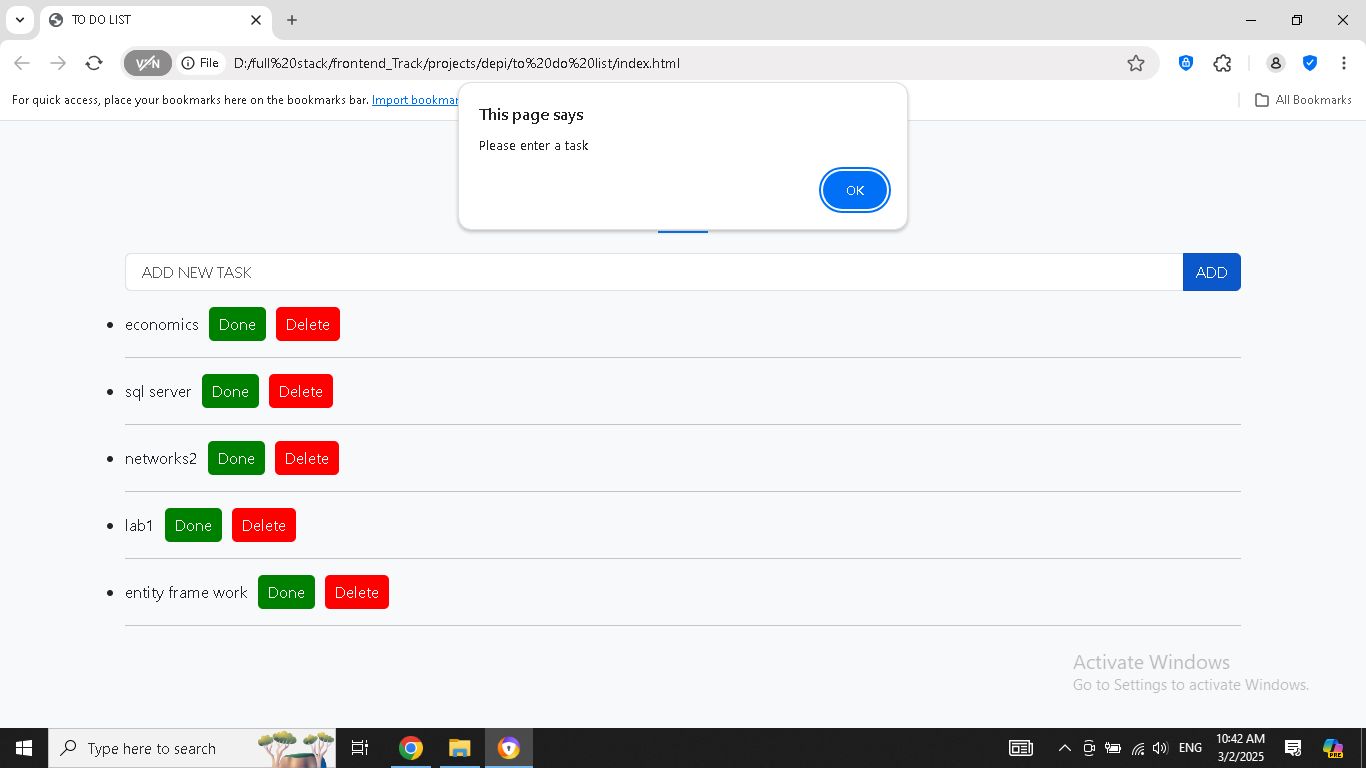 TO DO LIST
VPN
File
D:/full%20stack/frontend_Track/projects/depi/to%20do%20list/index.html
For quick access, place your bookmarks here on the bookmarks bar. Import
All Bookmarks
This page says
Please enter a task
OK
ADD NEW TASK
ADD
economics Done Delete
sql server Done Delete
networks2 Done Delete
lab1 Done Delete
entity frame work Done Delete
Activate Windows
Go to Settings to activate Windows.
Type here to search
ENG
10:42 AM
3/2/2025
PRE